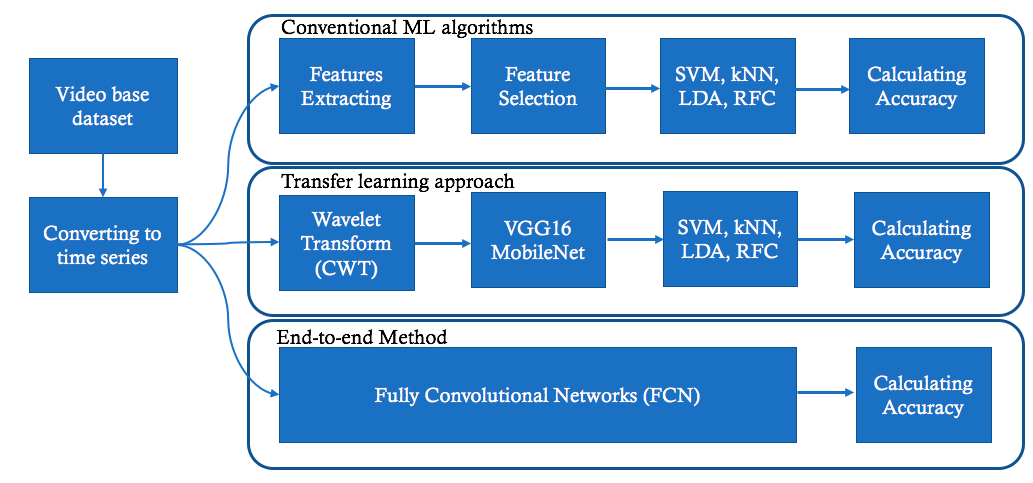 Video base
dataset
Converting to
time series
Conventional ML algorithms
Features
Extracting
Feature
Selection
SVM, kNN,
LDA, RFC
Calculating
Accuracy
Transfer learning approach
Wavelet
Transform
(CWT)
VGG16
MobileNet
SVM, kNN,
LDA, RFC
Calculating
Accuracy
End-to-end Method
Fully Convolutional Networks (FCN)
Calculating
Accuracy